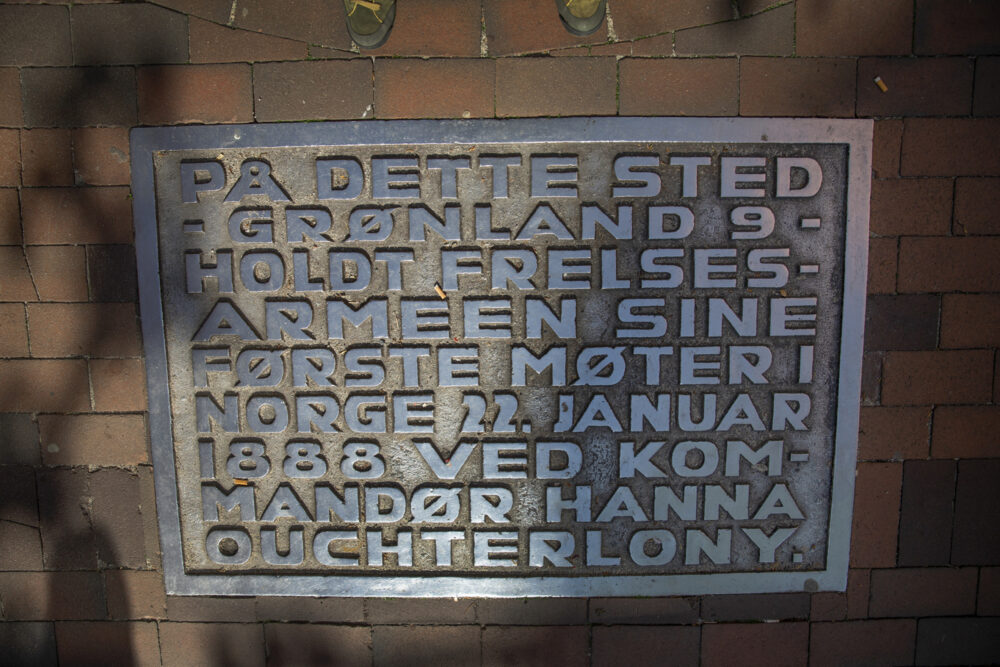 PÅ DETTE STED
- GRØNLAND 9 -
HOLDT FRELSES-
ARMEEN SINE
FØRSTE MØTER I
NORGE 22. JANUAR
1888 VED KOM-
MANDØR HANNA
OUCHTERLONY.